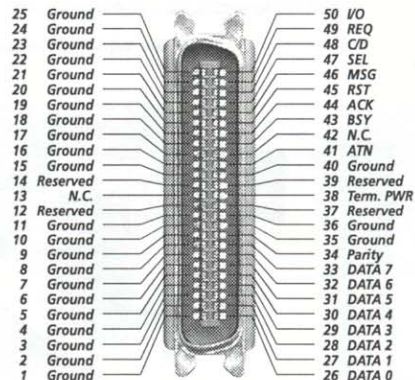 25 Ground
24 Ground
23 Ground
22 Ground
21 Ground
20 Ground
19 Ground
18 Ground
17 Ground
16 Ground
15 Ground
14 Reserved
13 N.C.
12 Reserved
11 Ground
10 Ground
9 Ground
8 Ground
7 Ground
6 Ground
5 Ground
4 Ground
3 Ground
2 Ground
1 Ground
50 I/O
49 REQ
48 C/D
47 SEL
46 MSG
45 RST
44 ACK
43 BSY
42 N.C.
41 ATN
40 Ground
39 Reserved
38 Term. PWR
37 Reserved
36 Ground
35 Ground
34 Parity
33 DATA 7
32 DATA 6
31 DATA 5
30 DATA 4
29 DATA 3
28 DATA 2
27 DATA 1
26 DATA 0